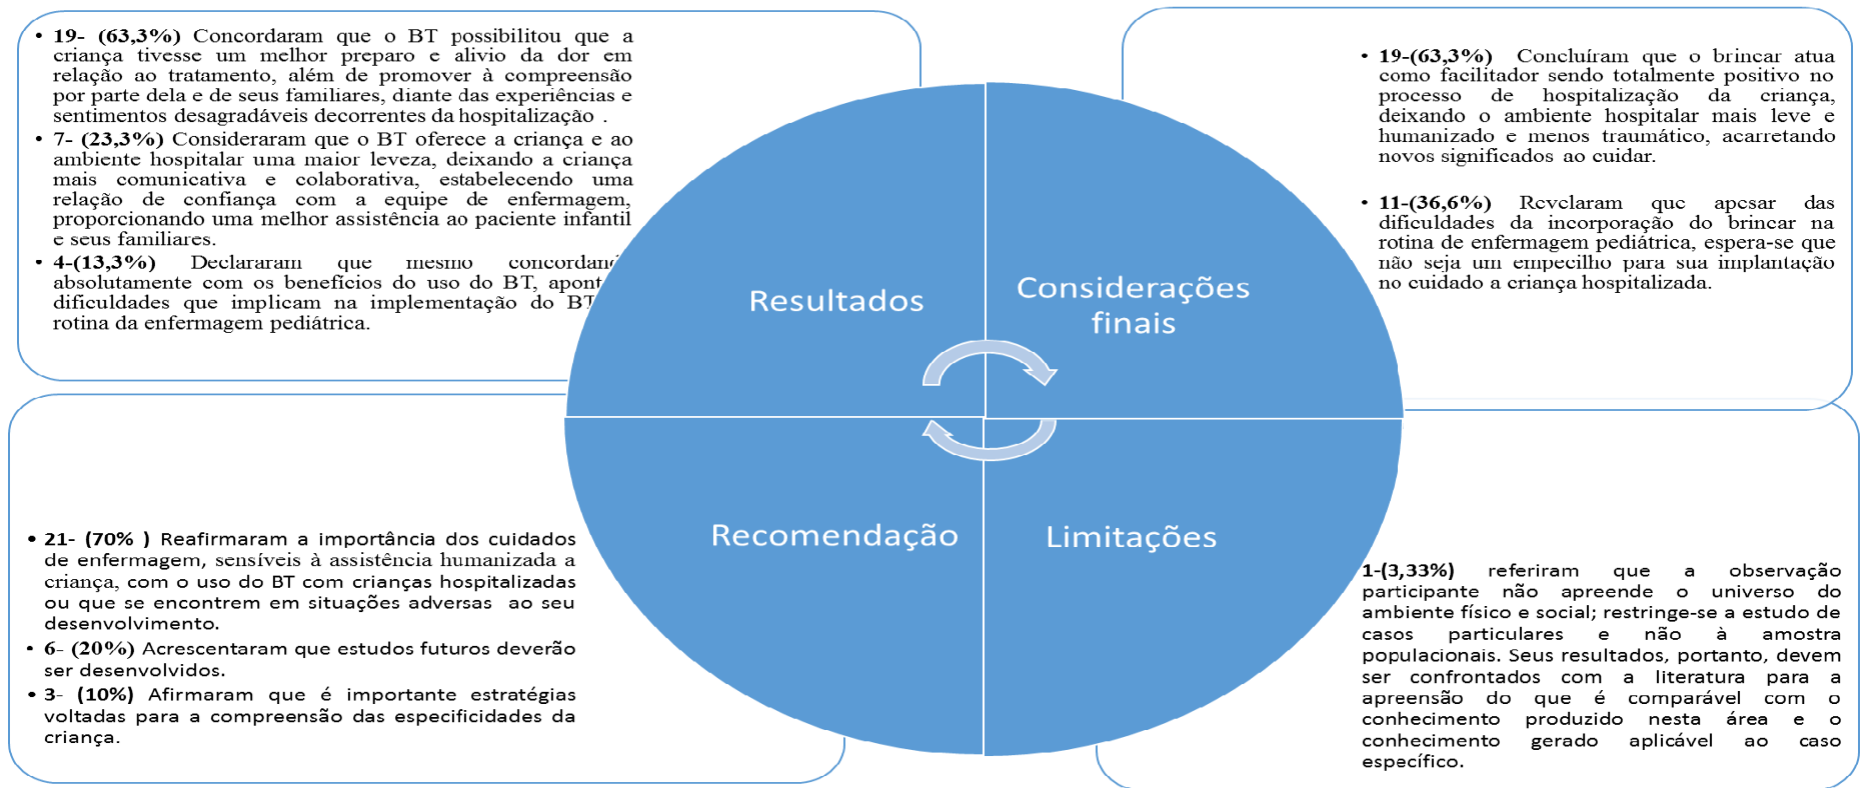 • 19- (63,3%) Concordaram que o BT possibilitou que a
criança tivesse um melhor preparo e alivio da dor em
relação ao tratamento, além de promover à compreensão
por parte dela e de seus familiares, diante das experiências e
sentimentos desagradáveis decorrentes da hospitalização .
• 7- (23,3%) Consideraram que o BT oferece a criança e ao
ambiente hospitalar uma maior leveza, deixando a criança
mais comunicativa e colaborativa, estabelecendo uma
relação de confiança com a equipe de enfermagem,
proporcionando uma melhor assistência ao paciente infantil
e seus familiares.
• 4-(13,3%) Declararam que mesmo
absolutamente com os benefícios do uso do BT,
dificuldades que implicam na implementação do BT
rotina da enfermagem pediátrica.
• 19-(63,3%) Concluíram que o brincar atua
como facilitador sendo totalmente positivo no
processo de hospitalização da criança,
deixando o ambiente hospitalar mais leve e
humanizado e menos traumático, acarretando
novos significados ao cuidar.
• 11-(36,6%) Revelaram que apesar das
dificuldades da incorporação do brincar na
rotina de enfermagem pediátrica, espera-se que
não seja um empecilho para sua implantação
no cuidado a criança hospitalizada.
Resultados
Considerações
finais
Recomendação
Limitações
• 21- (70% ) Reafirmaram a importância dos cuidados
de enfermagem, sensíveis à assistência humanizada a
criança, com o uso do BT com crianças hospitalizadas
ou que se encontrem em situações adversas ao seu
desenvolvimento.
• 6- (20%) Acrescentaram que estudos futuros deverão
ser desenvolvidos.
• 3- (10%) Afirmaram que é importante estratégias
voltadas para a compreensão das especificidades da
criança.
1-(3,33%) referiram que a observação
participante não apreende o universo do
ambiente físico e social; restringe-se a estudo de
casos particulares e não à amostra
populacionais. Seus resultados, portanto, devem
ser confrontados com a literatura para a
apreensão do que é comparável com o
conhecimento produzido nesta área e o
conhecimento gerado aplicável ao caso
específico.